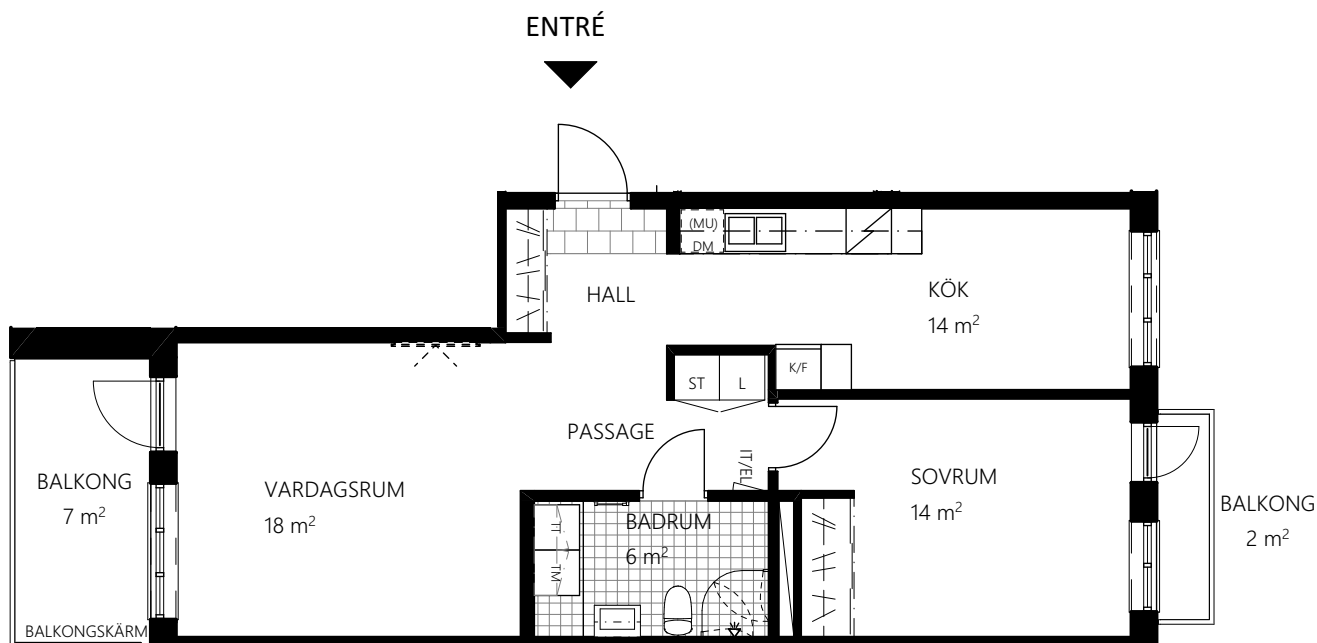 ENTRÉ
(MU)
DM
HALL
KÖK
14 m²
K/F
ST
L
PASSAGE
IT/EL
SOVRUM
14 m²
BALKONG
7 m²
VARDAGSRUM
18 m²
BALKONG
2 m²
BADRUM
6 m²
TT
TM
BALKONGSKÄRM